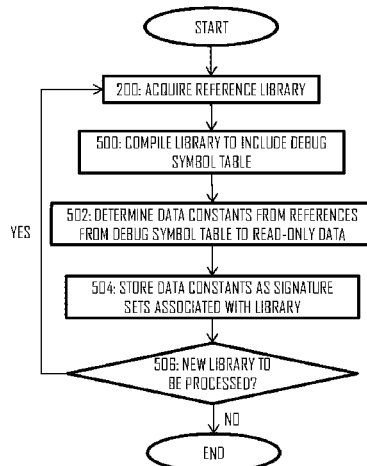 START
200: ACQUIRE REFERENCE LIBRARY
500: COMPILE LIBRARY TO INCLUDE DEBUG
SYMBOL TABLE
502: DETERMINE DATA CONSTANTS FROM REFERENCES
FROM DEBUG SYMBOL TABLE TO READ-ONLY DATA
YES
504: STORE DATA CONSTANTS AS SIGNATURE
SETS ASSOCIATED WITH LIBRARY
506: NEW LIBRARY TO
BE PROCESSED?
NO
END